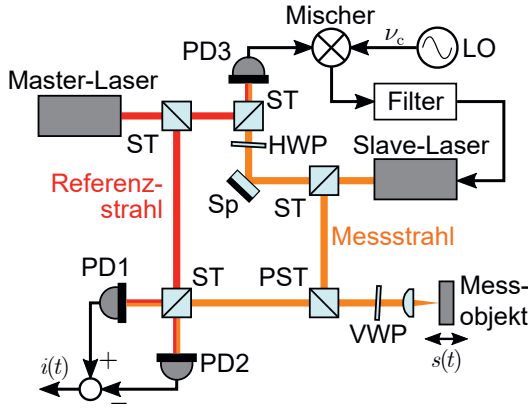 Mischer
PD3
νc
LO
Master-Laser
ST
ST
Filter
HWP
Slave-Laser
Referenz-
strahl
Sp
ST
Messstrahl
PD1
ST
PST
Mess-
objekt
VWP
s(t)
i(t)
+
PD2
−